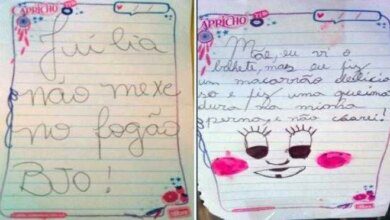 CAPRICHO
Júilia
não mexe
no fogão
BJO!
CAPRICHO
Mãe, eu vi o
bilhete, mas eu fiz
um macarrão delicio
so e fiz uma queima
dura na minha
perna, e não chorei!